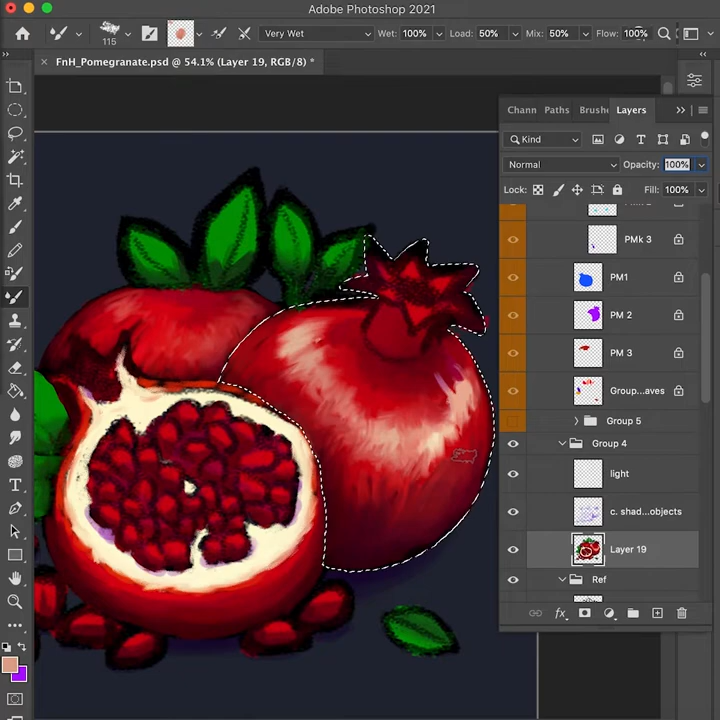 Adobe Photoshop 2021
115
Very Wet
Wet: 100%
Load: 50%
Mix: 50%
Flow: 100%
× FnH_Pomegranate.psd @ 54.1% (Layer 19, RGB/8) *
Chann Paths Brushe Layers
Kind
Normal
Opacity: 100%
Lock:
Fill: 100%
PMk 3
PM1
PM 2
PM 3
Group...aves
Group 5
Group 4
light
c. shad...objects
Layer 19
Ref
fx